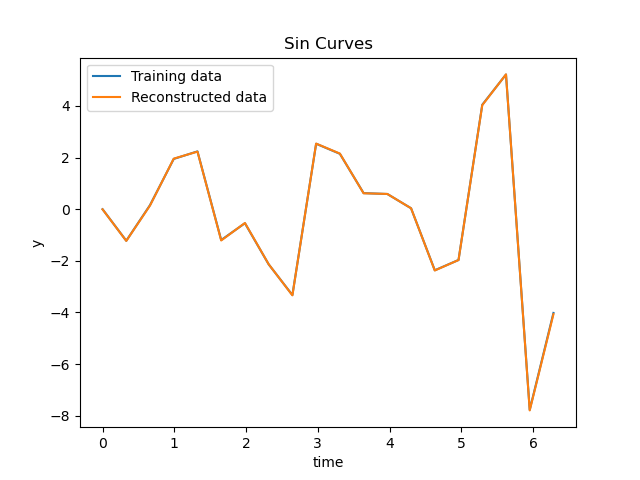 Sin Curves
Training data
Reconstructed data
4
2
0
−2
−4
−6
−8
y
0 1 2 3 4 5 6
time